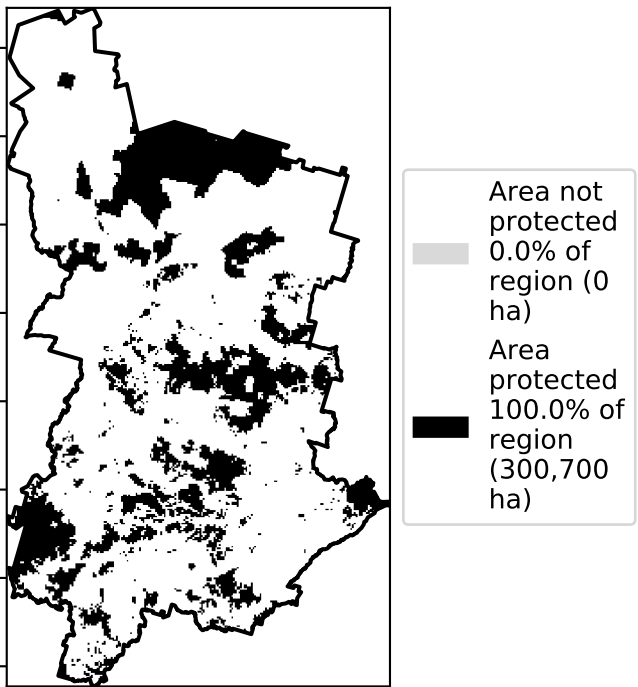 Area not
protected
0.0% of
region (0
ha)
Area
protected
100.0% of
region
(300,700
ha)